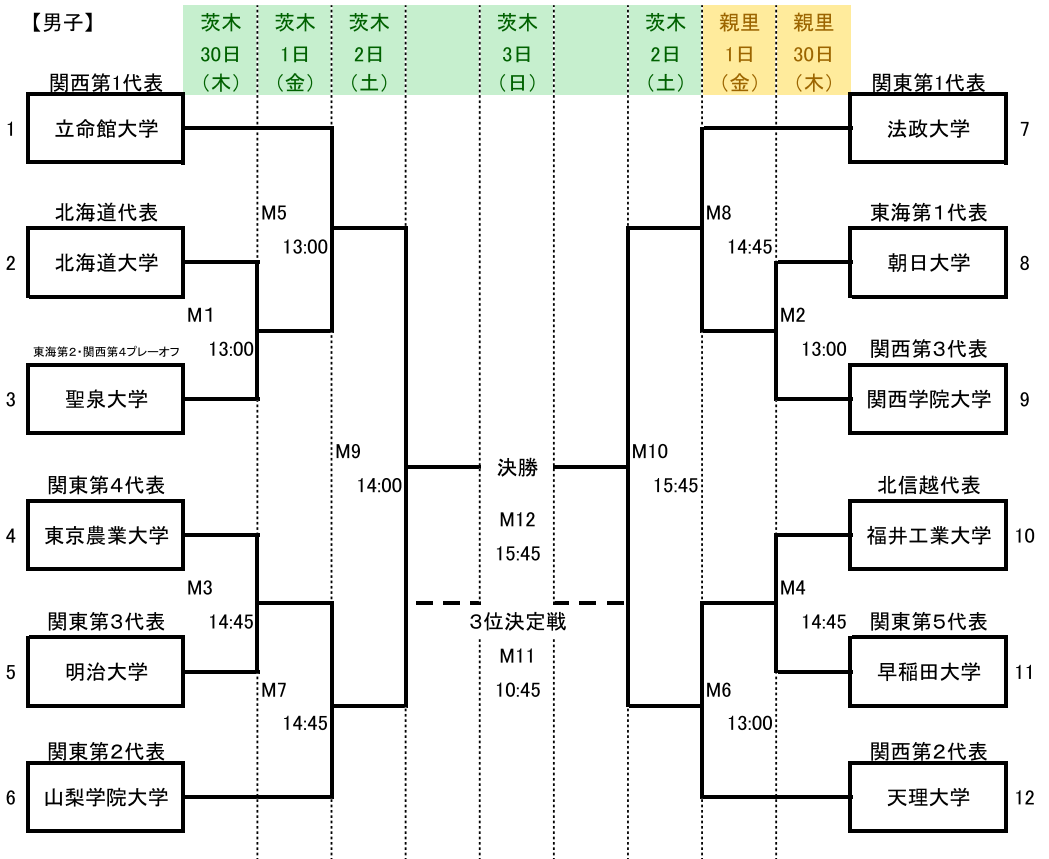 【男子】
茨木 茨木 茨木 茨木 茨木 親里 親里
30日 1日 2日 3日 2日 1日 30日
（木） （金） （土） （日） （土） （金） （木）
関西第1代表
1 立命館大学
北海道代表
2 北海道大学
東海第２・関西第４プレーオフ
3 聖泉大学
関東第４代表
4 東京農業大学
関東第３代表
5 明治大学
関東第２代表
6 山梨学院大学
M5
13:00
M1
13:00
M3
14:45
M7
14:45
M9
14:00
決勝
M12
15:45
３位決定戦
M11
10:45
M10
15:45
M8
14:45
M2
13:00
M4
14:45
M6
13:00
関東第１代表
法政大学 7
東海第１代表
朝日大学 8
関西第３代表
関西学院大学 9
北信越代表
福井工業大学 10
関東第５代表
早稲田大学 11
関西第２代表
天理大学 12